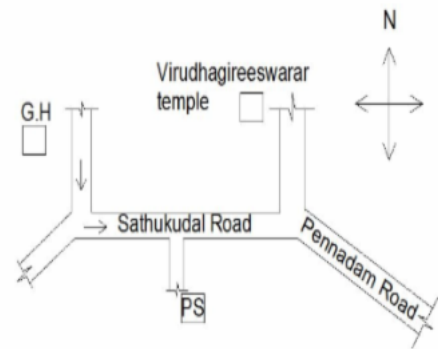 N
Virudhagireeswarar
temple
G.H
Sathukudal Road
Pennadam Road
PS